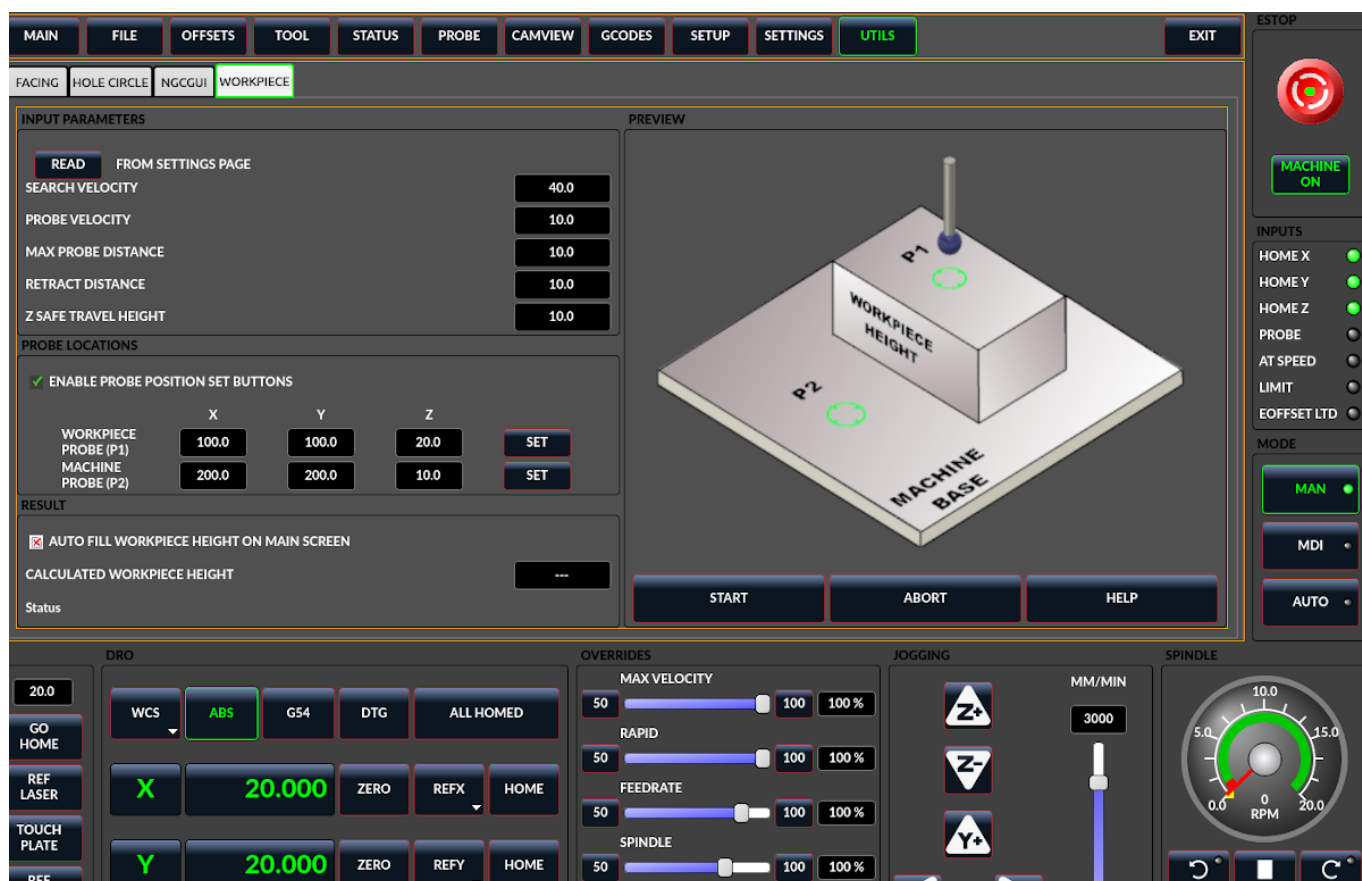 MAIN FILE OFFSETS TOOL STATUS PROBE CAMVIEW GCODES SETUP SETTINGS UTILS EXIT
FACING HOLE CIRCLE NGCGUI WORKPIECE
INPUT PARAMETERS
READ FROM SETTINGS PAGE
SEARCH VELOCITY 40.0
PROBE VELOCITY 10.0
MAX PROBE DISTANCE 10.0
RETRACT DISTANCE 10.0
Z SAFE TRAVEL HEIGHT 10.0
PROBE LOCATIONS
ENABLE PROBE POSITION SET BUTTONS
X Y Z
WORKPIECE
PROBE (P1) 100.0 100.0 20.0 SET
MACHINE
PROBE (P2) 200.0 200.0 10.0 SET
RESULT
AUTO FILL WORKPIECE HEIGHT ON MAIN SCREEN
CALCULATED WORKPIECE HEIGHT ---
Status
PREVIEW
P1
WORKPIECE
HEIGHT
P2
MACHINE
BASE
START ABORT HELP
ESTOP
MACHINE
ON
INPUTS
HOME X
HOME Y
HOME Z
PROBE
AT SPEED
LIMIT
EOFFSET LTD
MODE
MAN
MDI
AUTO
20.0
GO
HOME
REF
LASER
TOUCH
PLATE
REF
DRO
WCS ABS G54 DTG ALL HOMED
X 20.000 ZERO REFX HOME
Y 20.000 ZERO REFY HOME
OVERRIDES
MAX VELOCITY
50 100 100 %
RAPID
50 100 100 %
FEEDRATE
50 100 100 %
SPINDLE
50 100 100 %
JOGGING
MM/MIN
3000
Z+
Z-
Y+
SPINDLE
10.0
5.0 15.0
0.0 0 20.0
RPM